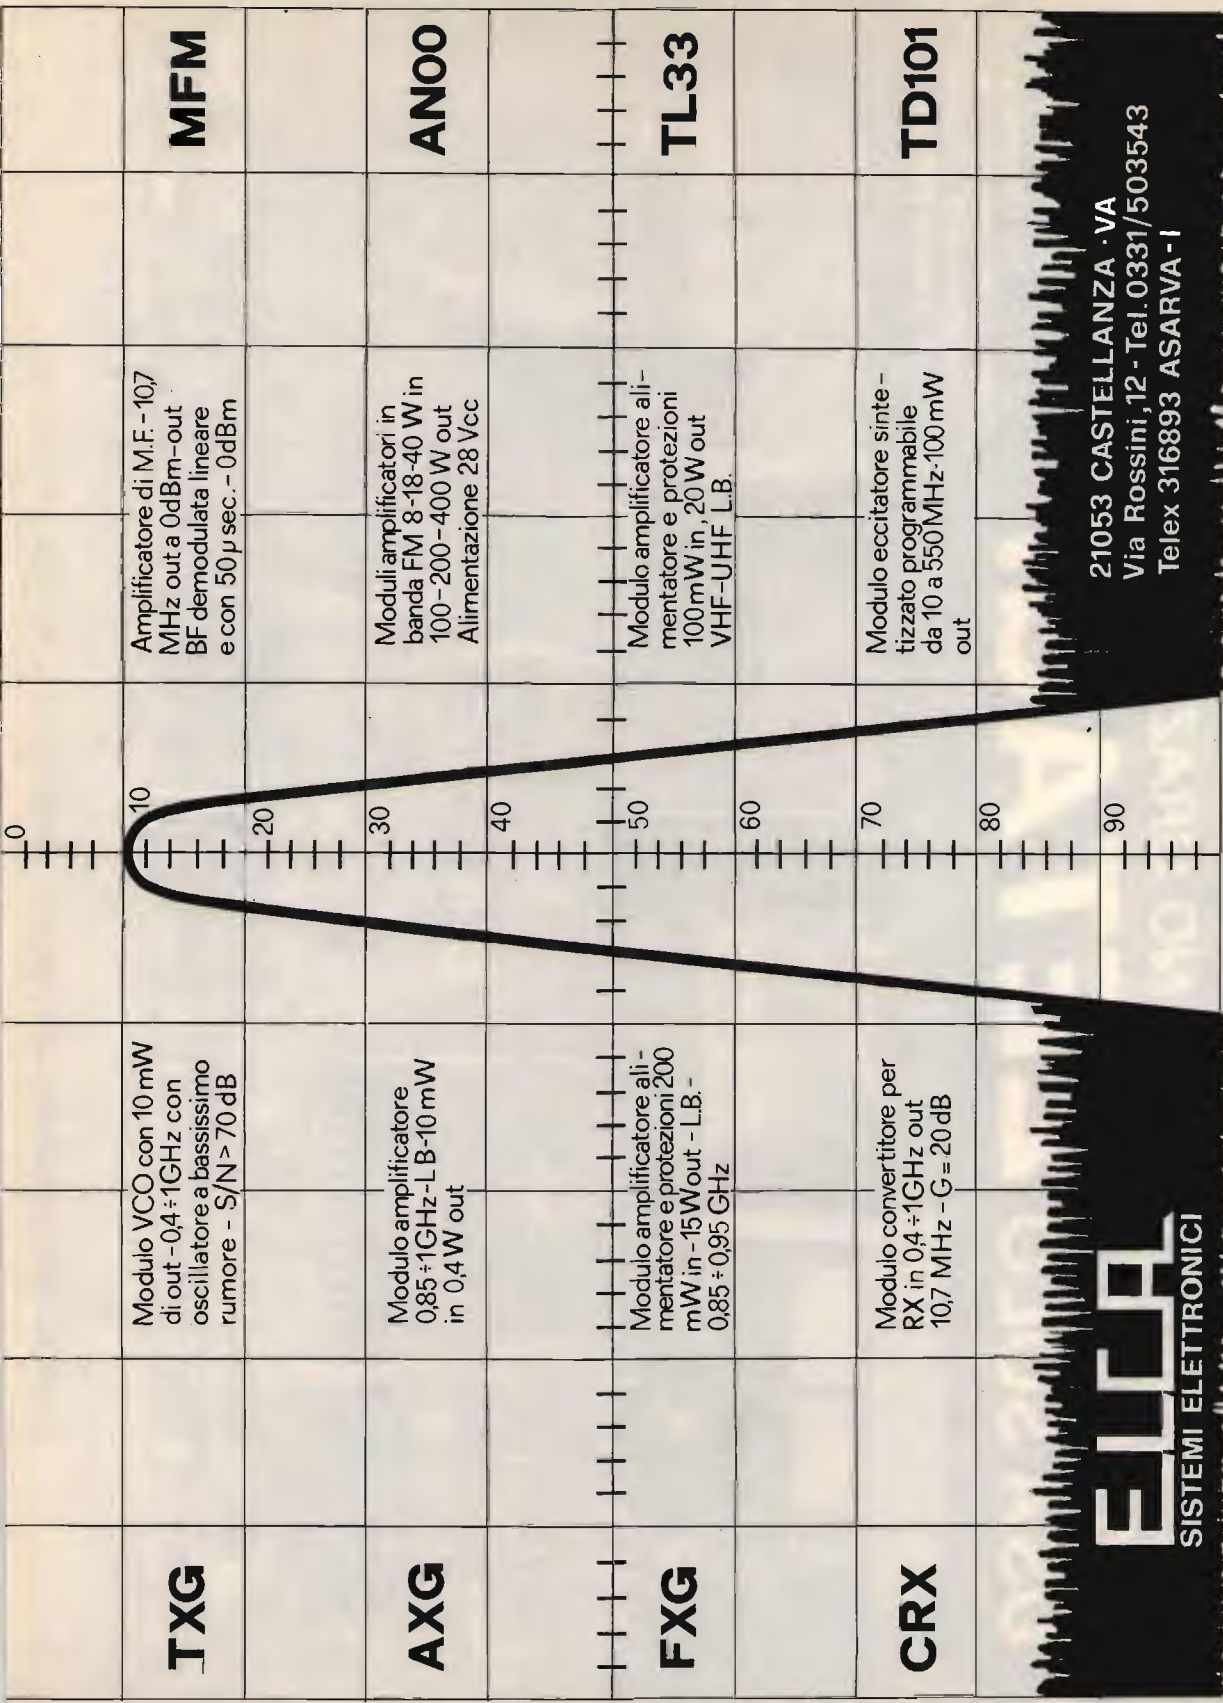 TXG
Modulo VCO con 10 mW
di out - 0,4÷1GHz con
oscillatore a bassissimo
rumore - S/N > 70 dB
AXG
Modulo amplificatore
0,85÷1GHz-LB-10 mW
in 0,4 W out
FXG
Modulo amplificatore ali-
mentatore e protezioni 200
mW in -15 W out - L.B. -
0,85÷0,95 GHz
CRX
Modulo convertitore per
RX in 0,4÷1GHz out
10,7 MHz - G = 20 dB
0
10
20
30
40
50
60
70
80
90
Amplificatore di M.F. - 10,7
MHz out a 0dBm-out
BF demodulata lineare
e con 50 µ sec. - 0dBm
MFM
Moduli amplificatori in
banda FM 8-18-40 W in
100-200-400 W out
Alimentazione 28 Vcc
AN00
Modulo amplificatore ali-
mentatore e protezioni
100 mW in, 20 W out
VHF-UHF L.B.
TL33
Modulo eccitatore sinte-
tizzato programmabile
da 10 a 550 MHz-100 mW
out
TD101
ELCA
SISTEMI ELETTRONICI
21053 CASTELLANZA · VA
Via Rossini,12 - Tel.0331/503543
Telex 316893 ASARVA-I